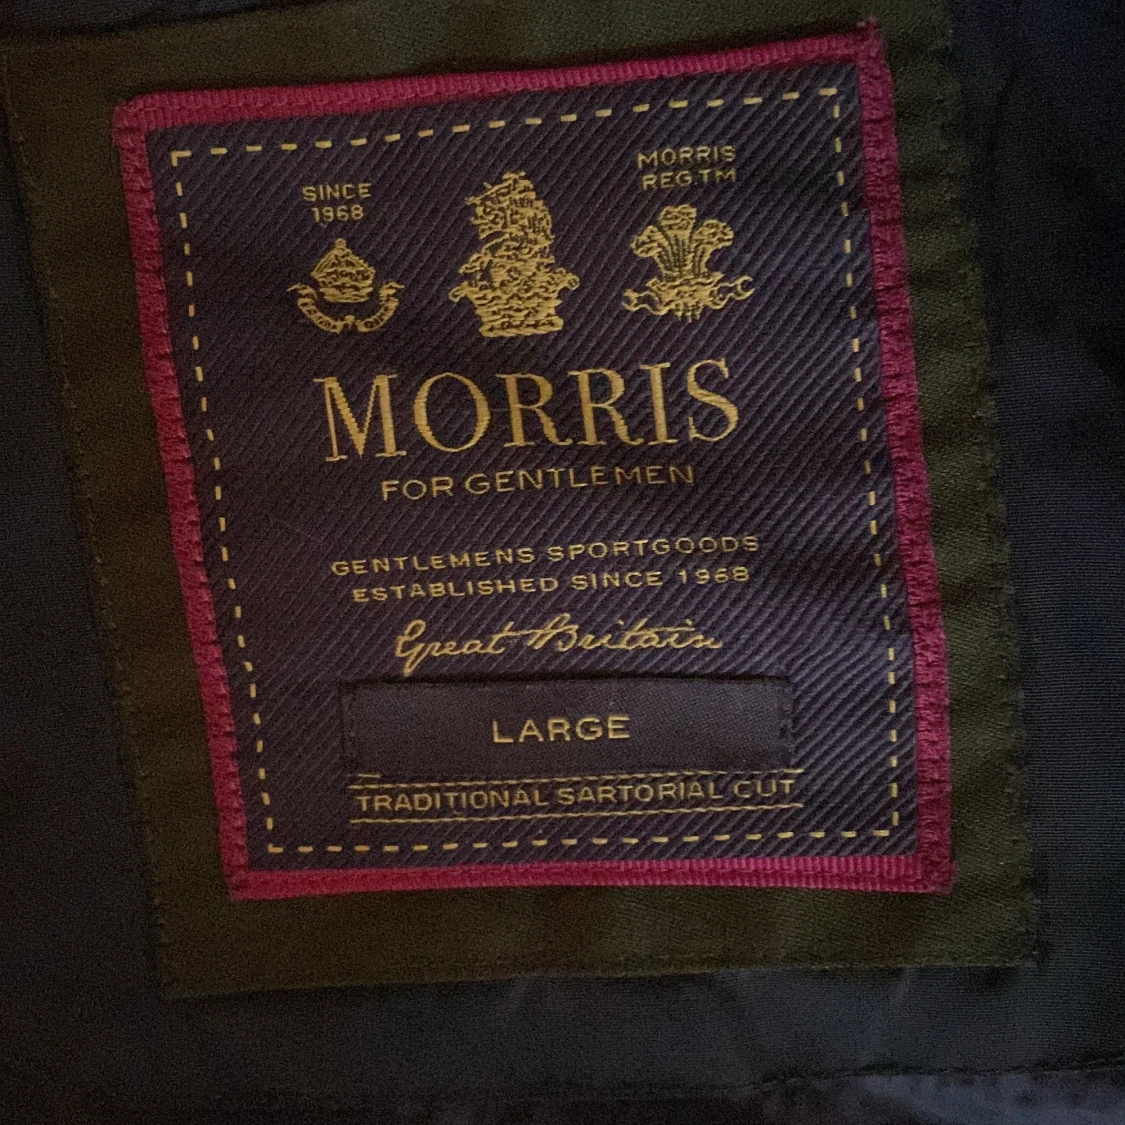 SINCE
1968
MORRIS
REG.TM
MORRIS
FOR GENTLEMEN
GENTLEMENS SPORTGOODS
ESTABLISHED SINCE 1968
Great Britain
LARGE
TRADITIONAL SARTORIAL CUT